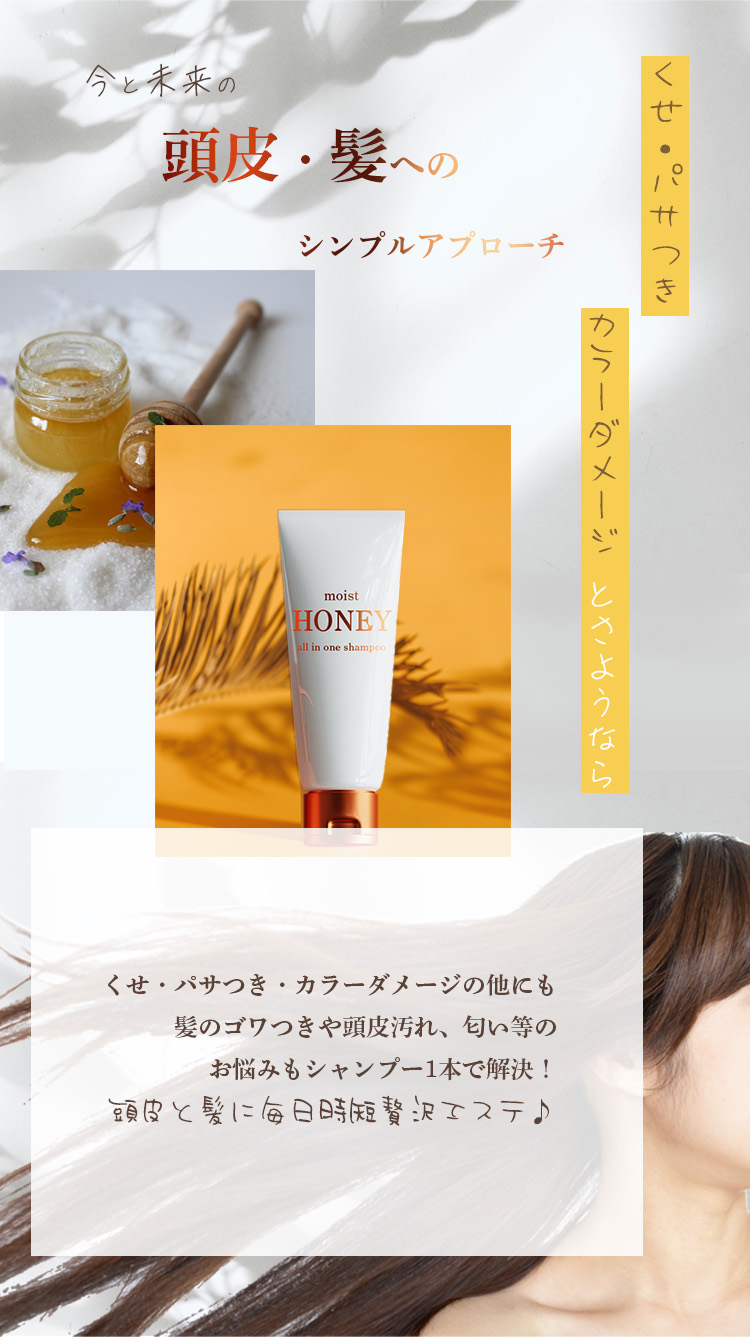 今と未来の
頭皮・髪への
シンプルアプローチ
くせ・パサつき
カラーダメージとさようなら
moist
HONEY
all in one shampoo
くせ・パサつき・カラーダメージの他にも
髪のゴワつきや頭皮汚れ、匂い等の
お悩みもシャンプー1本で解決！
頭皮と髪に毎日時短贅沢エステ♪